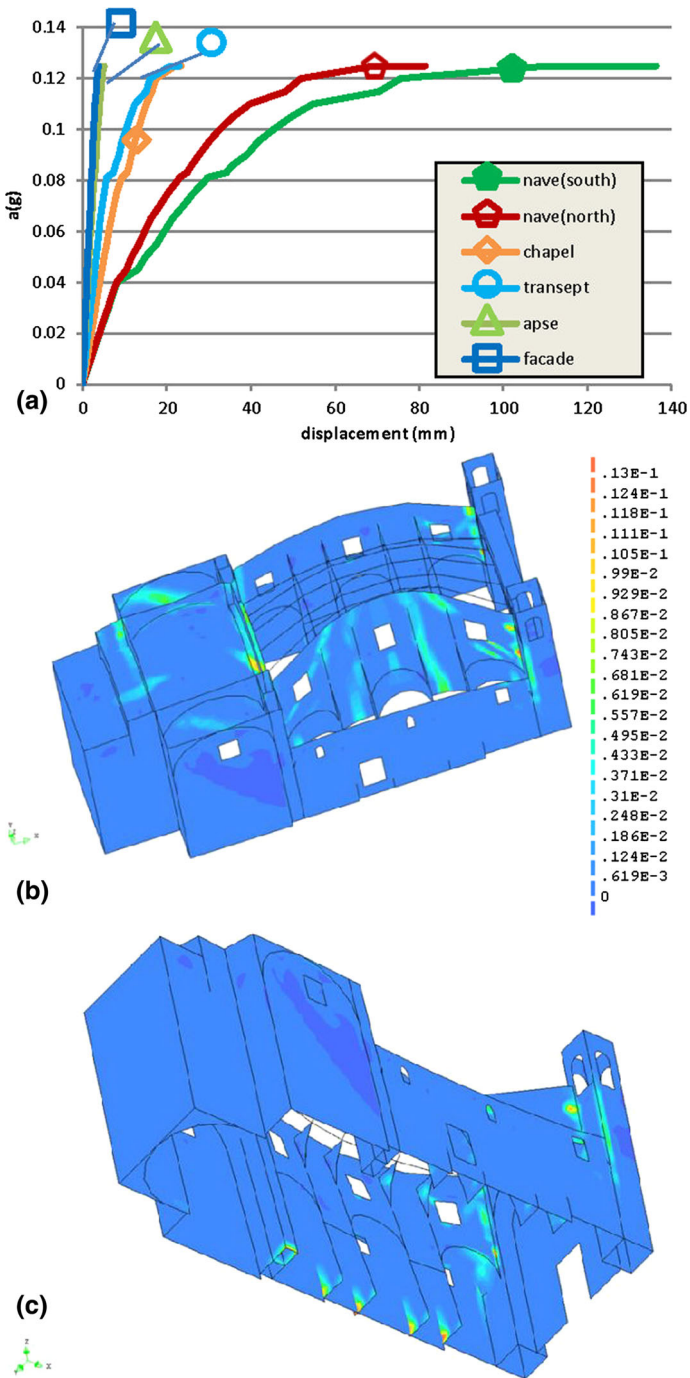 0.14
0.12
0.1
0.08
0.06
0.04
0.02
0
a(g)
nave(south)
nave(north)
chapel
transept
apse
facade
0 20 40 60 80 100 120 140
displacement (mm)
(a)
.13E-1
.124E-1
.118E-1
.111E-1
.105E-1
.99E-2
.929E-2
.867E-2
.805E-2
.743E-2
.681E-2
.619E-2
.557E-2
.495E-2
.433E-2
.371E-2
.31E-2
.248E-2
.186E-2
.124E-2
.619E-3
0
X
(b)
(c)
Z
X